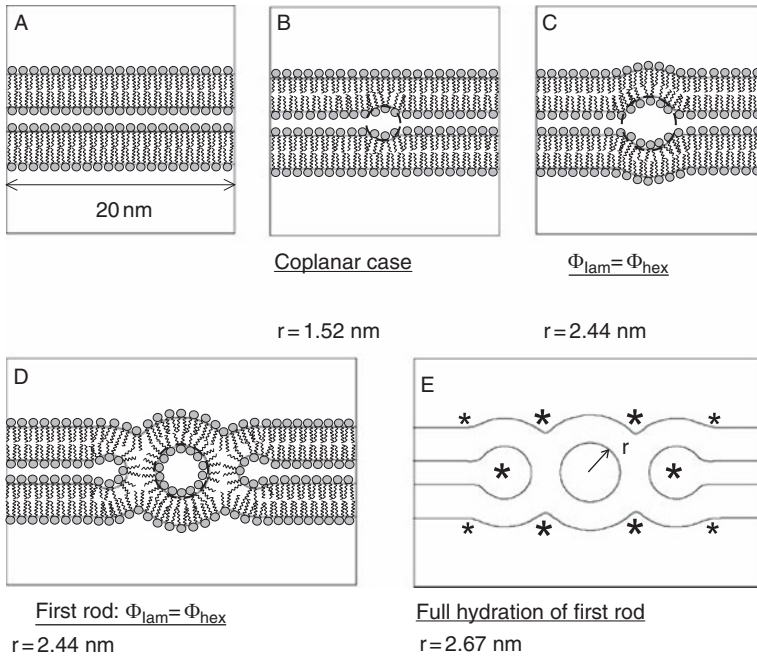 A
B
C
20 nm
Coplanar case
Φlam= Φhex
r = 1.52 nm
r = 2.44 nm
D
E
r
First rod: Φlam= Φhex
r = 2.44 nm
Full hydration of first rod
r = 2.67 nm